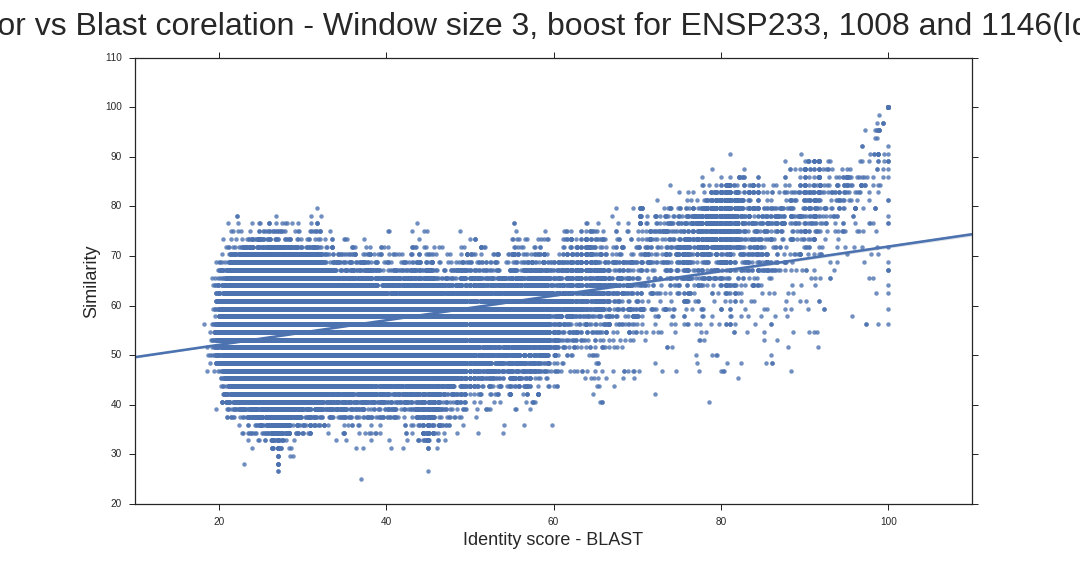 or vs Blast corelation - Window size 3, boost for ENSP233, 1008 and 1146(Id
110
100
90
80
70
60
50
40
30
20
Similarity
20 40 60 80 100
Identity score - BLAST